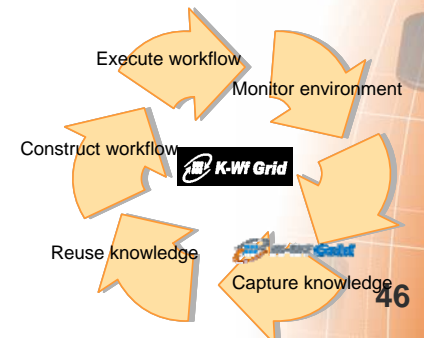 Execute workflow
Monitor environment
Construct workflow
K-Wf Grid
Reuse knowledge
Capture knowledge
46